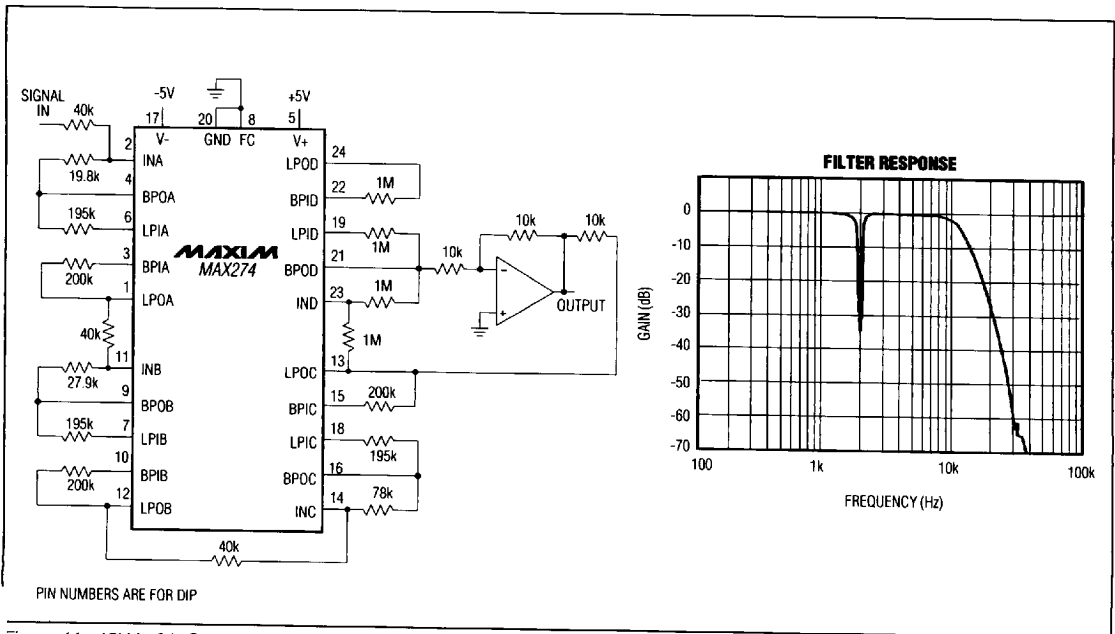 SIGNAL
IN
40k
-5V
+5V
17
20
8
5
V-
GND FC
V+
2
INA
19.8k
4
BPOA
195k
6
LPIA
3
BPIA
200k
1
LPOA
40k
11
INB
27.9k
9
BPOB
195k
7
LPIB
10
BPIB
200k
12
LPOB
40k
MAXIM
MAX274
24
LPOD
22
BPID
1M
19
LPID
1M
21
BPOD
23
IND
1M
1M
13
LPOC
15
BPIC
200k
18
LPIC
195k
16
BPOC
14
INC
78k
10k
10k
10k
-
+
OUTPUT
FILTER RESPONSE
GAIN (dB)
0
-10
-20
-30
-40
-50
-60
-70
100
1k
10k
100k
FREQUENCY (Hz)
PIN NUMBERS ARE FOR DIP